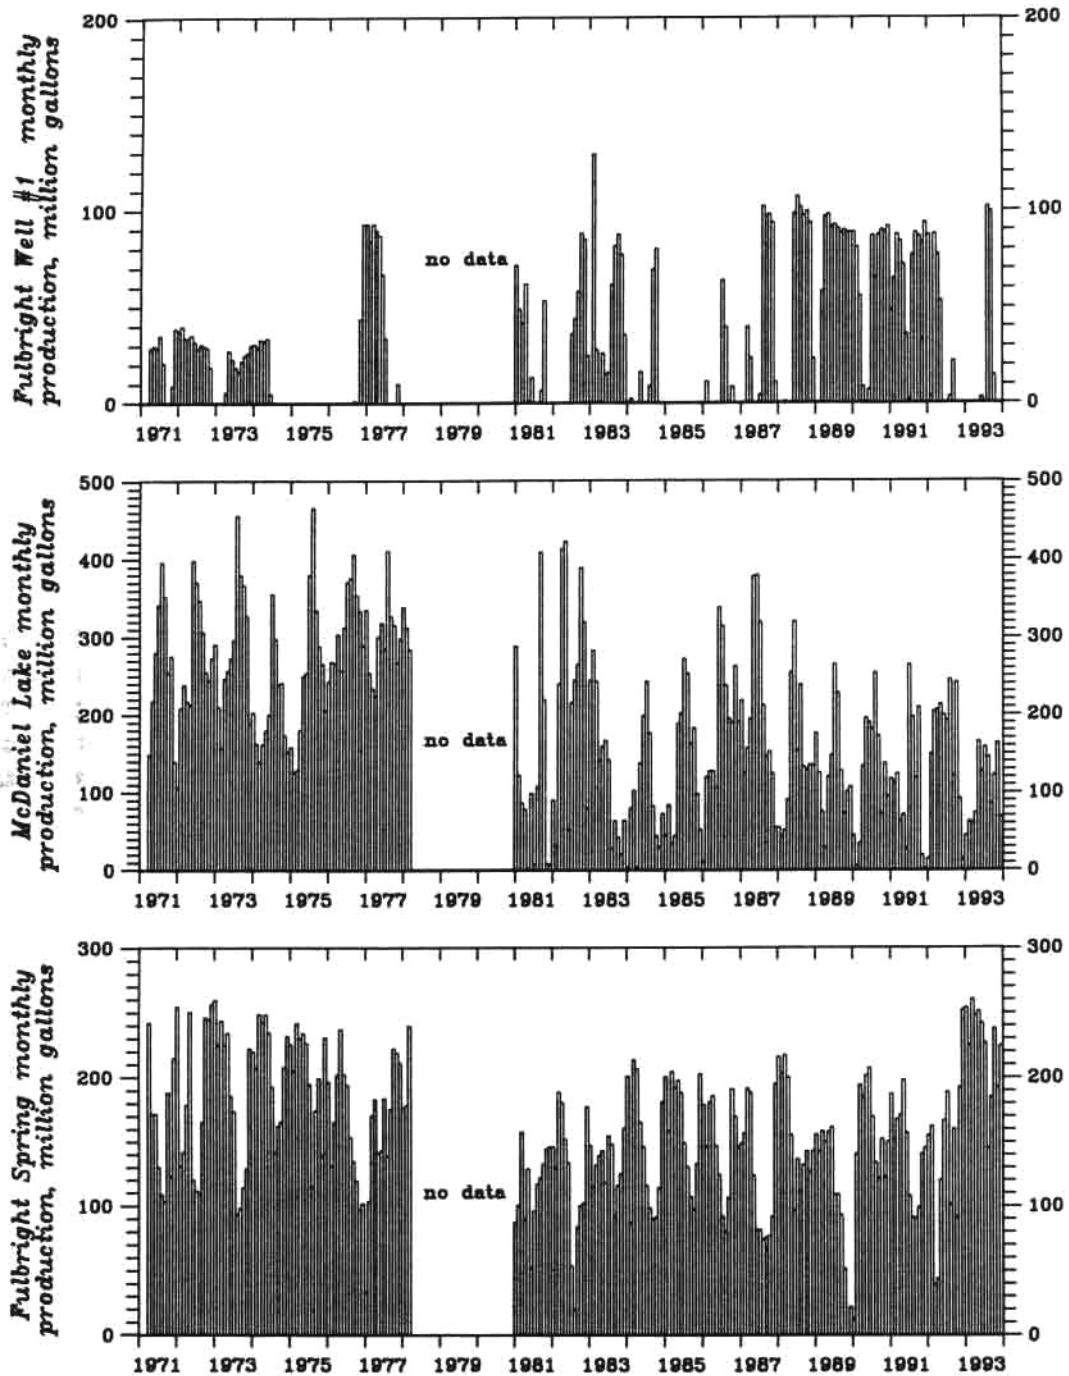 Fulbright Well #1 monthly
production, million gallons
200
100
0
200
100
0
no data
1971 1973 1975 1977 1979 1981 1983 1985 1987 1989 1991 1993
McDaniel Lake monthly
production, million gallons
500
400
300
200
100
0
500
400
300
200
100
0
no data
1971 1973 1975 1977 1979 1981 1983 1985 1987 1989 1991 1993
Fulbright Spring monthly
production, million gallons
300
200
100
0
300
200
100
0
no data
1971 1973 1975 1977 1979 1981 1983 1985 1987 1989 1991 1993